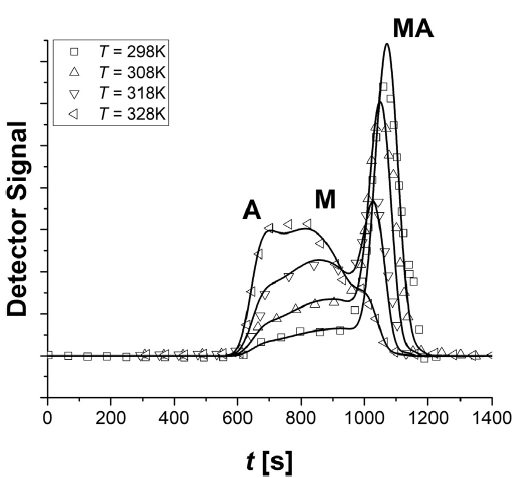 MA
T = 298K
T = 308K
T = 318K
T = 328K
A
M
Detector Signal
0 200 400 600 800 1000 1200 1400
t [s]